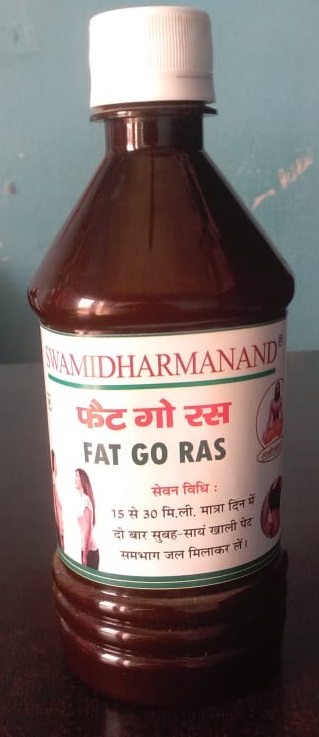 SWAMIDHARMANAND®
फैट गो रस
FAT GO RAS
सेवन विधि :
15 से 30 मि.ली. मात्रा दिन में
दो बार सुबह-सायं खाली पेट
समभाग जल मिलाकर लें।